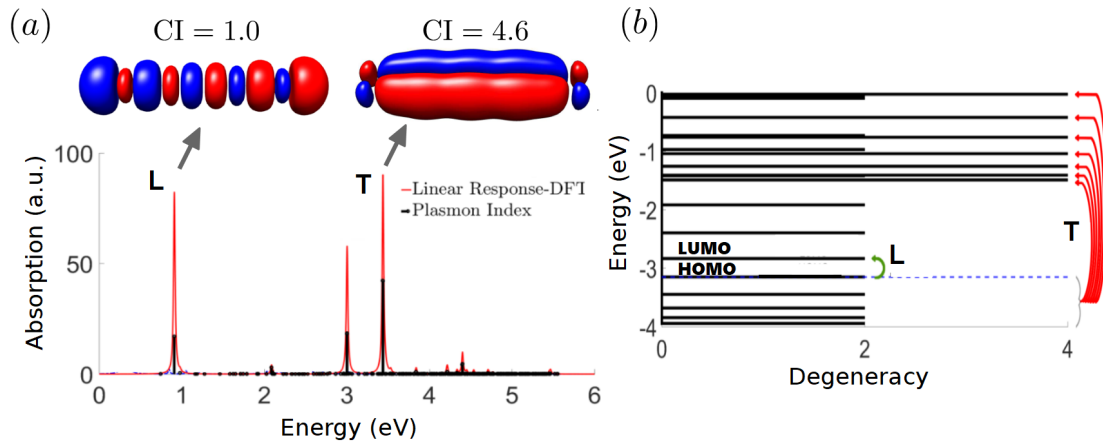 (a)
CI = 1.0
CI = 4.6
100
50
0
Absorption (a.u.)
L
T
Linear Response-DFT
Plasmon Index
0 1 2 3 4 5 6
Energy (eV)
(b)
0
-1
-2
-3
-4
Energy (eV)
LUMO
HOMO
L
T
0 2 4
Degeneracy